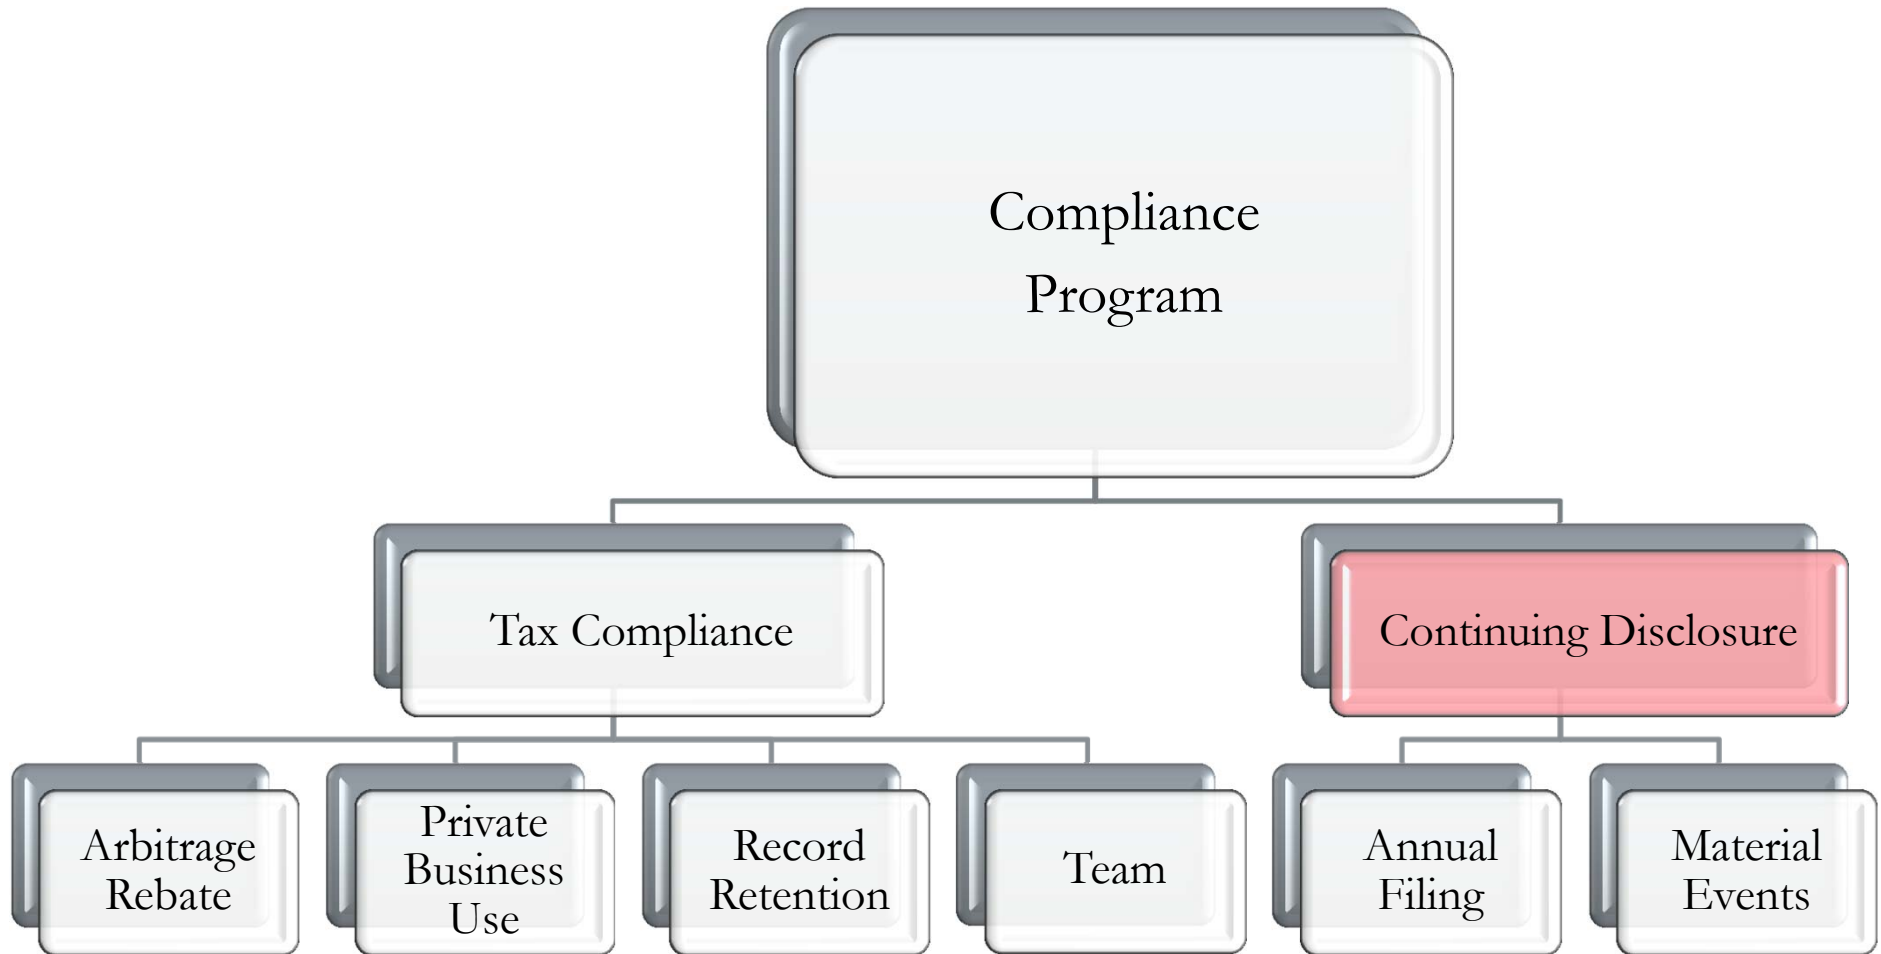 Compliance
Program
Tax Compliance
Continuing Disclosure
Arbitrage
Rebate
Private
Business
Use
Record
Retention
Team
Annual
Filing
Material
Events